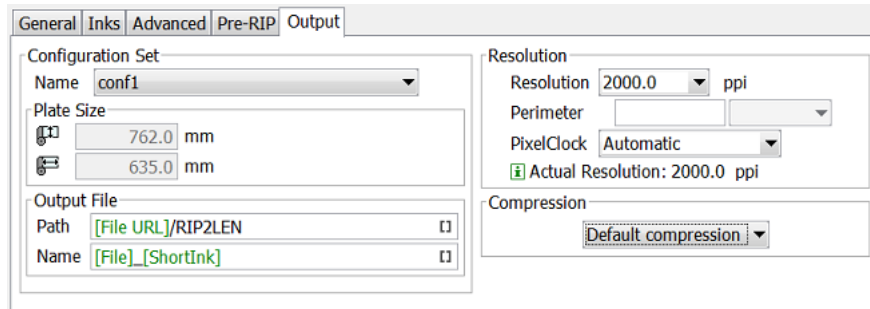 General Inks Advanced Pre-RIP Output
Configuration Set
Name conf1
Plate Size
762.0 mm
635.0 mm
Output File
Path [File URL]/RIP2LEN []
Name [File]_[ShortInk] []
Resolution
Resolution 2000.0 ppi
Perimeter
PixelClock Automatic
i Actual Resolution: 2000.0 ppi
Compression
Default compression